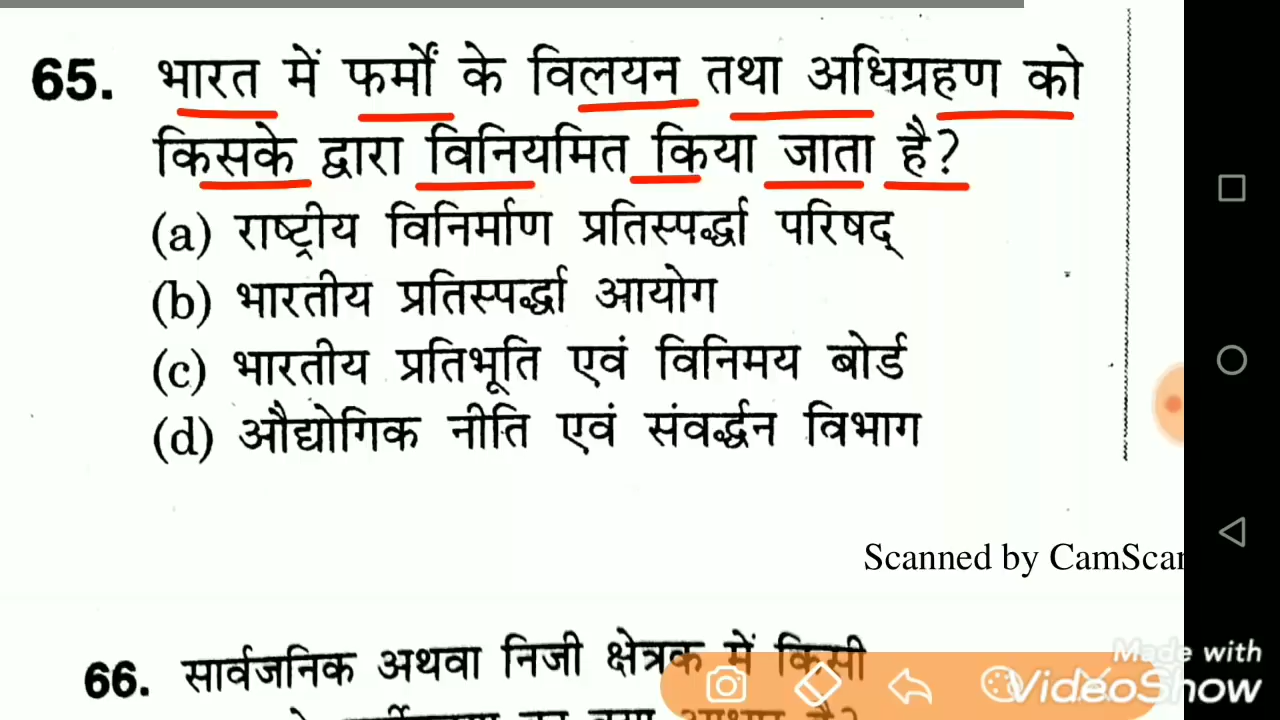 65. भारत में फर्मों के विलयन तथा अधिग्रहण को
किसके द्वारा विनियमित किया जाता है?
(a) राष्ट्रीय विनिर्माण प्रतिस्पर्द्धा परिषद्
(b) भारतीय प्रतिस्पर्द्धा आयोग
(c) भारतीय प्रतिभूति एवं विनिमय बोर्ड
(d) औद्योगिक नीति एवं संवर्द्धन विभाग
Scanned by CamScan
66. सार्वजनिक अथवा निजी क्षेत्रक में किसी
Made with
VideoShow